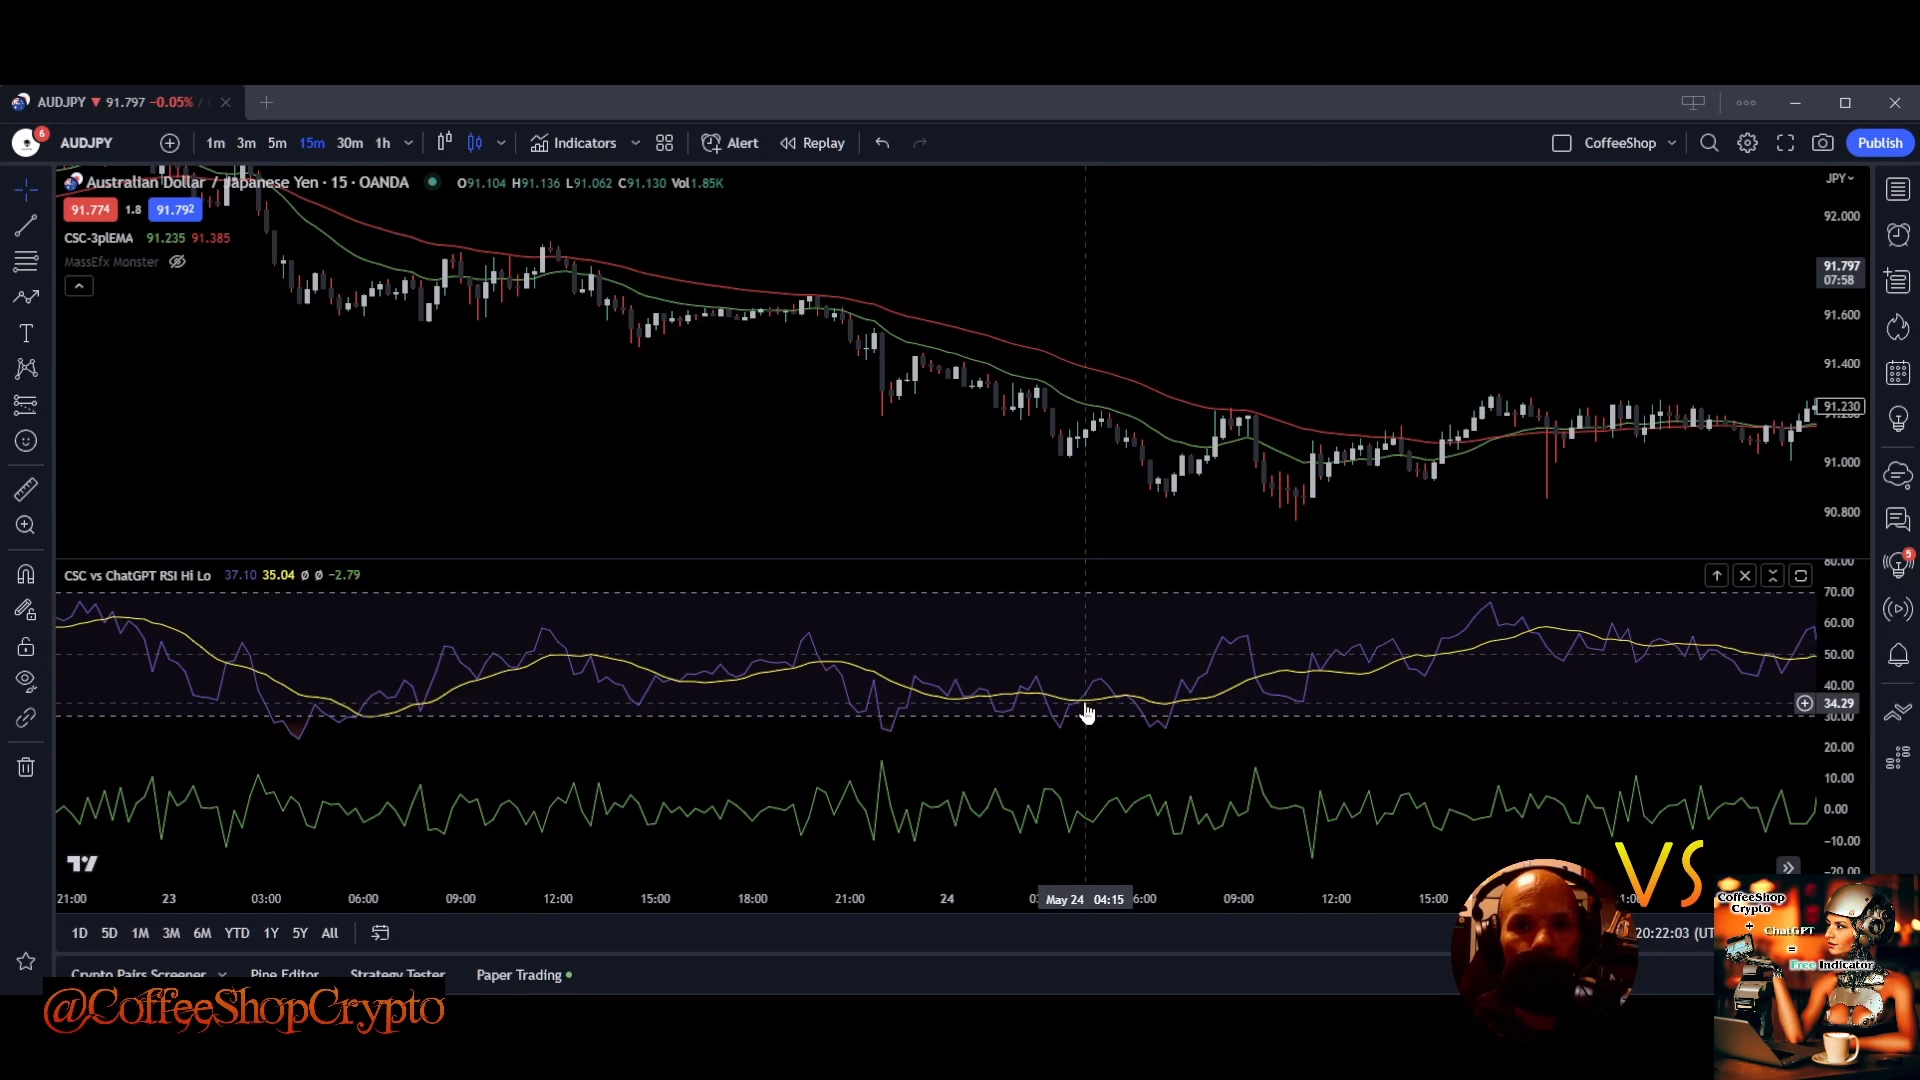 AUDJPY ▼ 91.797 −0.05% /
6
AUDJPY 1m 3m 5m 15m 30m 1h Indicators Alert Replay CoffeeShop Publish
Australian Dollar / Japanese Yen · 15 · OANDA O91.104 H91.136 L91.062 C91.130 Vol1.85K
91.774 1.8 91.792
CSC-3plEMA 91.235 91.385
MassEfx Monster
JPY
92.000
91.797
07:58
91.600
91.400
91.230
91.000
90.800
CSC vs ChatGPT RSI Hi Lo 37.10 35.04 ø ø −2.79
80.00
70.00
60.00
50.00
40.00
34.29
30.00
20.00
10.00
0.00
−10.00
−20.00
5
21:00 23 03:00 06:00 09:00 12:00 15:00 18:00 21:00 24 May 24 04:15 6:00 09:00 12:00 15:00
1D 5D 1M 3M 6M YTD 1Y 5Y All 20:22:03 (UT
Crypto Pairs Screener Pine Editor Strategy Tester Paper Trading
@CoffeeShopCrypto
VS
CoffeeShop
Crypto
+
ChatGPT
=
Free Indicator